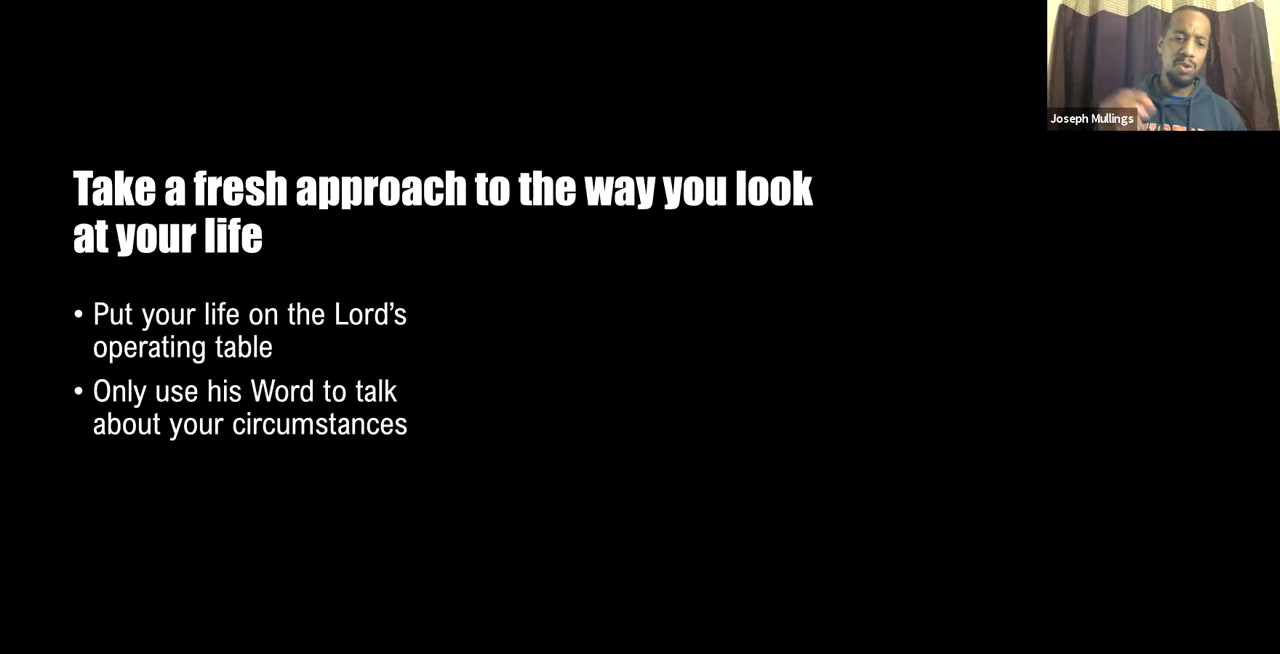 Joseph Mullings
Take a fresh approach to the way you look
at your life
• Put your life on the Lord’s
operating table
• Only use his Word to talk
about your circumstances